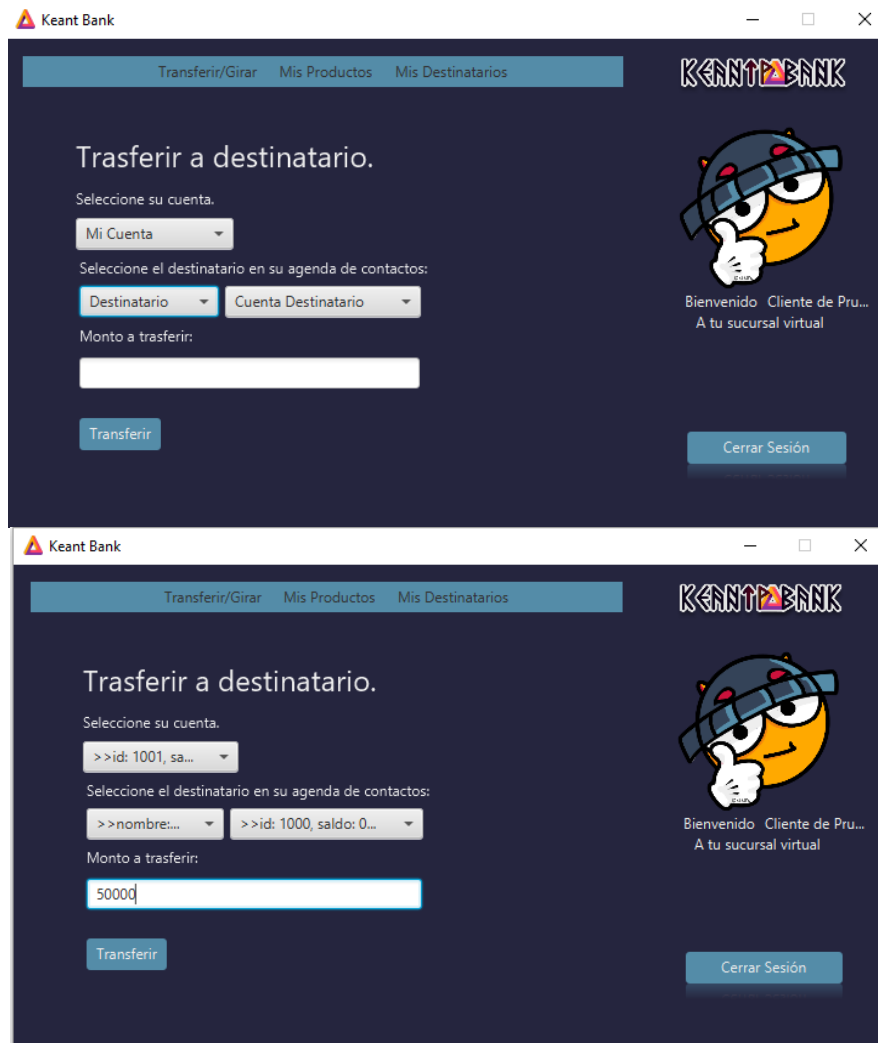 Keant Bank
Transferir/Girar Mis Productos Mis Destinatarios
KEANT BANK
Trasferir a destinatario.
Seleccione su cuenta.
Mi Cuenta
Seleccione el destinatario en su agenda de contactos:
Destinatario Cuenta Destinatario
Monto a trasferir:
Transferir
Bienvenido Cliente de Pru...
A tu sucursal virtual
Cerrar Sesión
Keant Bank
Transferir/Girar Mis Productos Mis Destinatarios
KEANT BANK
Trasferir a destinatario.
Seleccione su cuenta.
>>id: 1001, sa...
Seleccione el destinatario en su agenda de contactos:
>>nombre:... >>id: 1000, saldo: 0...
Monto a trasferir:
50000
Transferir
Bienvenido Cliente de Pru...
A tu sucursal virtual
Cerrar Sesión